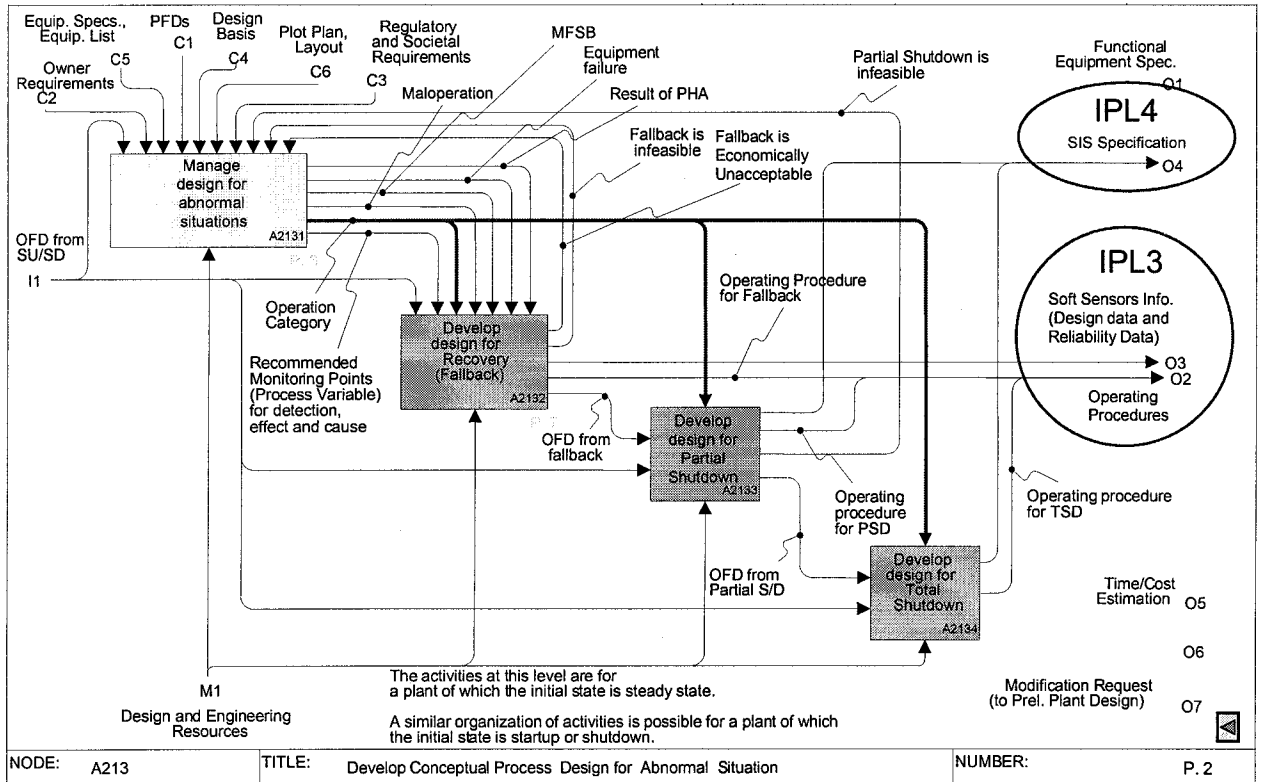 Equip. Specs.,
Equip. List
C5
PFDs
C1
Design
Basis
C4
Plot Plan,
Layout
C6
Regulatory
and Societal
Requirements
C3
MFSB
Equipment
failure
Owner
Requirements
C2
Maloperation
Result of PHA
Partial Shutdown is
infeasible
Functional
Equipment Spec.
O1
IPL4
SIS Specification
O4
Fallback is
infeasible
Fallback is
Economically
Unacceptable
Manage
design for
abnormal
situations
A2131
OFD from
SU/SD
I1
Operation
Category
Recommended
Monitoring Points
(Process Variable)
for detection,
effect and cause
Develop
design for
Recovery
(Fallback)
A2132
Operating Procedure
for Fallback
IPL3
Soft Sensors Info.
(Design data and
Reliability Data)
O3
O2
Operating
Procedures
OFD from
fallback
Develop
design for
Partial
Shutdown
A2133
Operating
procedure
for PSD
Operating procedure
for TSD
OFD from
Partial S/D
Develop
design for
Total
Shutdown
A2134
Time/Cost
Estimation
O5
O6
Modification Request
(to Prel. Plant Design)
O7
M1
Design and Engineering
Resources
The activities at this level are for
a plant of which the initial state is steady state.
A similar organization of activities is possible for a plant of which
the initial state is startup or shutdown.
NODE: A213
TITLE: Develop Conceptual Process Design for Abnormal Situation
NUMBER: P. 2